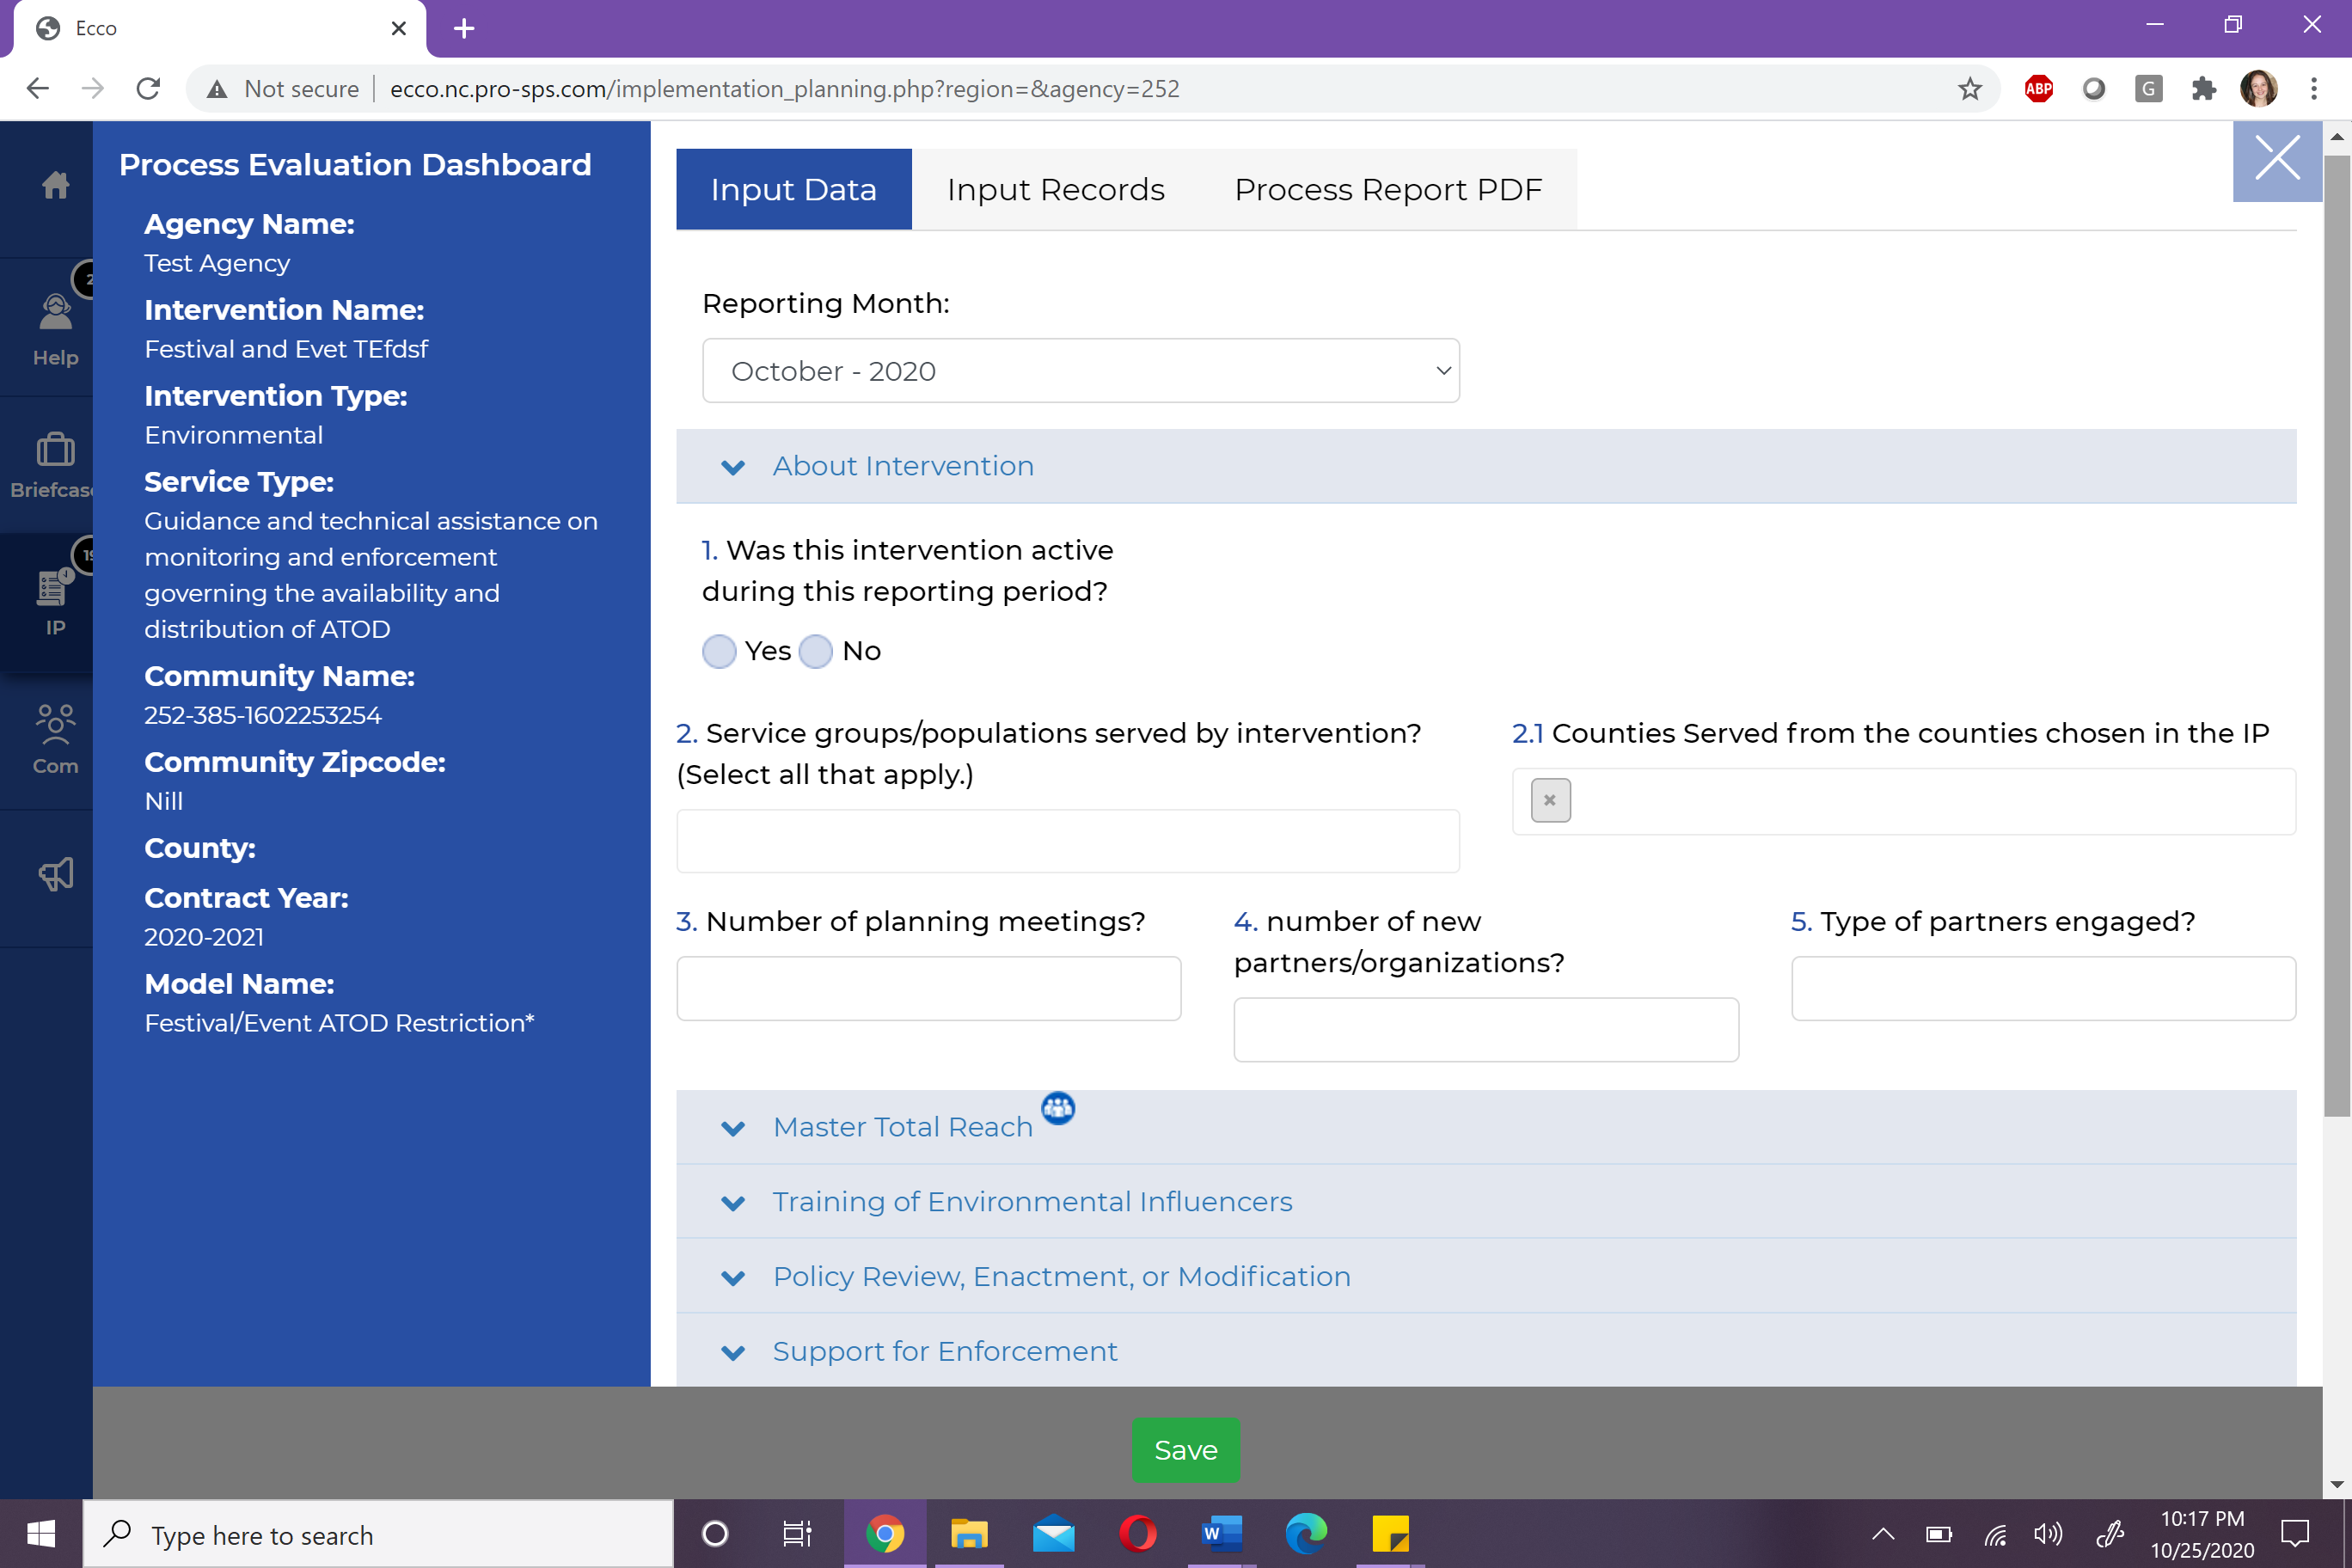 Ecco
Not secure
ecco.nc.pro-sps.com/implementation_planning.php?region=&agency=252
ABP
G
Help
Briefcas
IP
Com
Process Evaluation Dashboard
Agency Name:
Test Agency
Intervention Name:
Festival and Evet TEfdsf
Intervention Type:
Environmental
Service Type:
Guidance and technical assistance on
monitoring and enforcement
governing the availability and
distribution of ATOD
Community Name:
252-385-1602253254
Community Zipcode:
Nill
County:
Contract Year:
2020-2021
Model Name:
Festival/Event ATOD Restriction*
Input Data
Input Records
Process Report PDF
Reporting Month:
October - 2020
About Intervention
1. Was this intervention active
during this reporting period?
Yes
No
2. Service groups/populations served by intervention?
(Select all that apply.)
2.1 Counties Served from the counties chosen in the IP
3. Number of planning meetings?
4. number of new
partners/organizations?
5. Type of partners engaged?
Master Total Reach
Training of Environmental Influencers
Policy Review, Enactment, or Modification
Support for Enforcement
Save
Type here to search
W
10:17 PM
10/25/2020